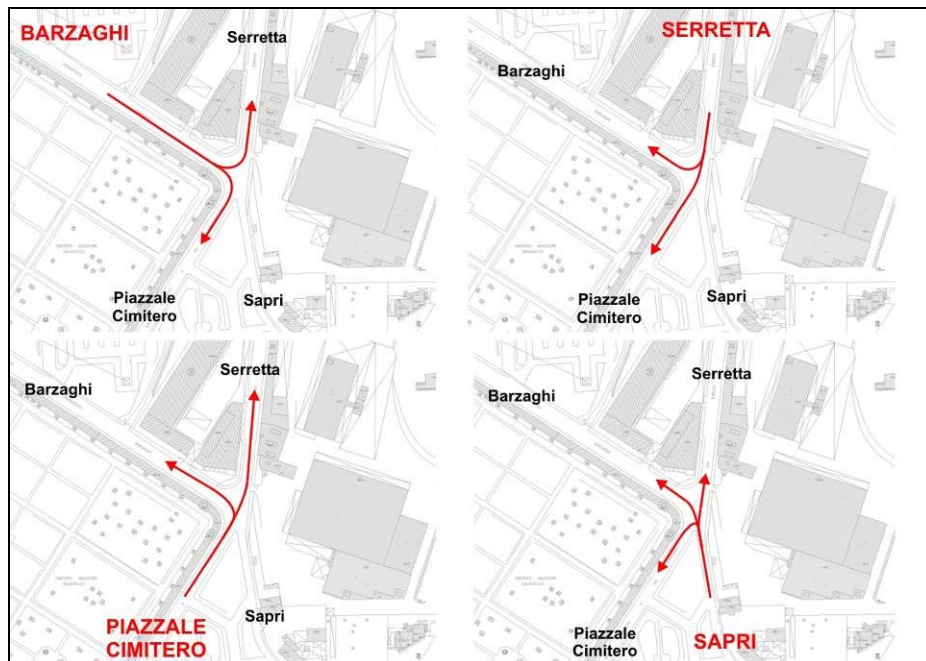 BARZAGHI
Serretta
Piazzale
Cimitero
Sapri
SERRETTA
Barzaghi
Piazzale
Cimitero
Sapri
Barzaghi
Serretta
PIAZZALE
CIMITERO
Sapri
Barzaghi
Serretta
Piazzale
Cimitero
SAPRI